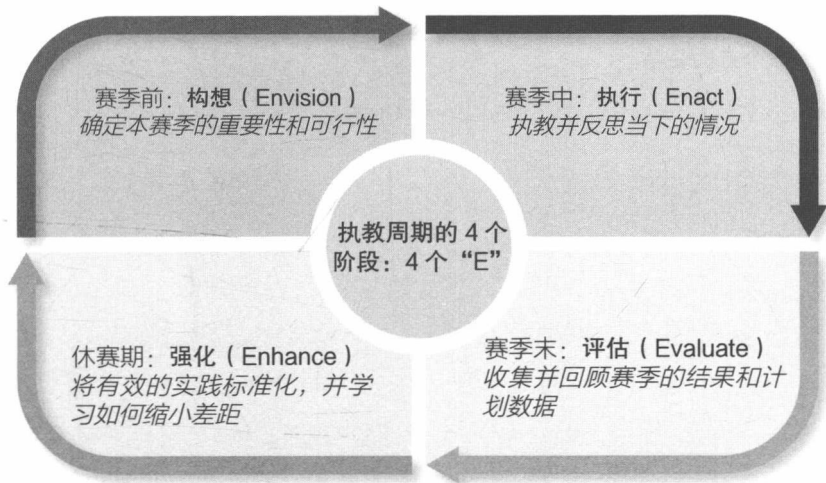 赛季前：构想（Envision）
确定本赛季的重要性和可行性
赛季中：执行（Enact）
执教并反思当下的情况
执教周期的 4 个
阶段：4 个“E”
休赛期：强化（Enhance）
将有效的实践标准化，并学
习如何缩小差距
赛季末：评估（Evaluate）
收集并回顾赛季的结果和计
划数据